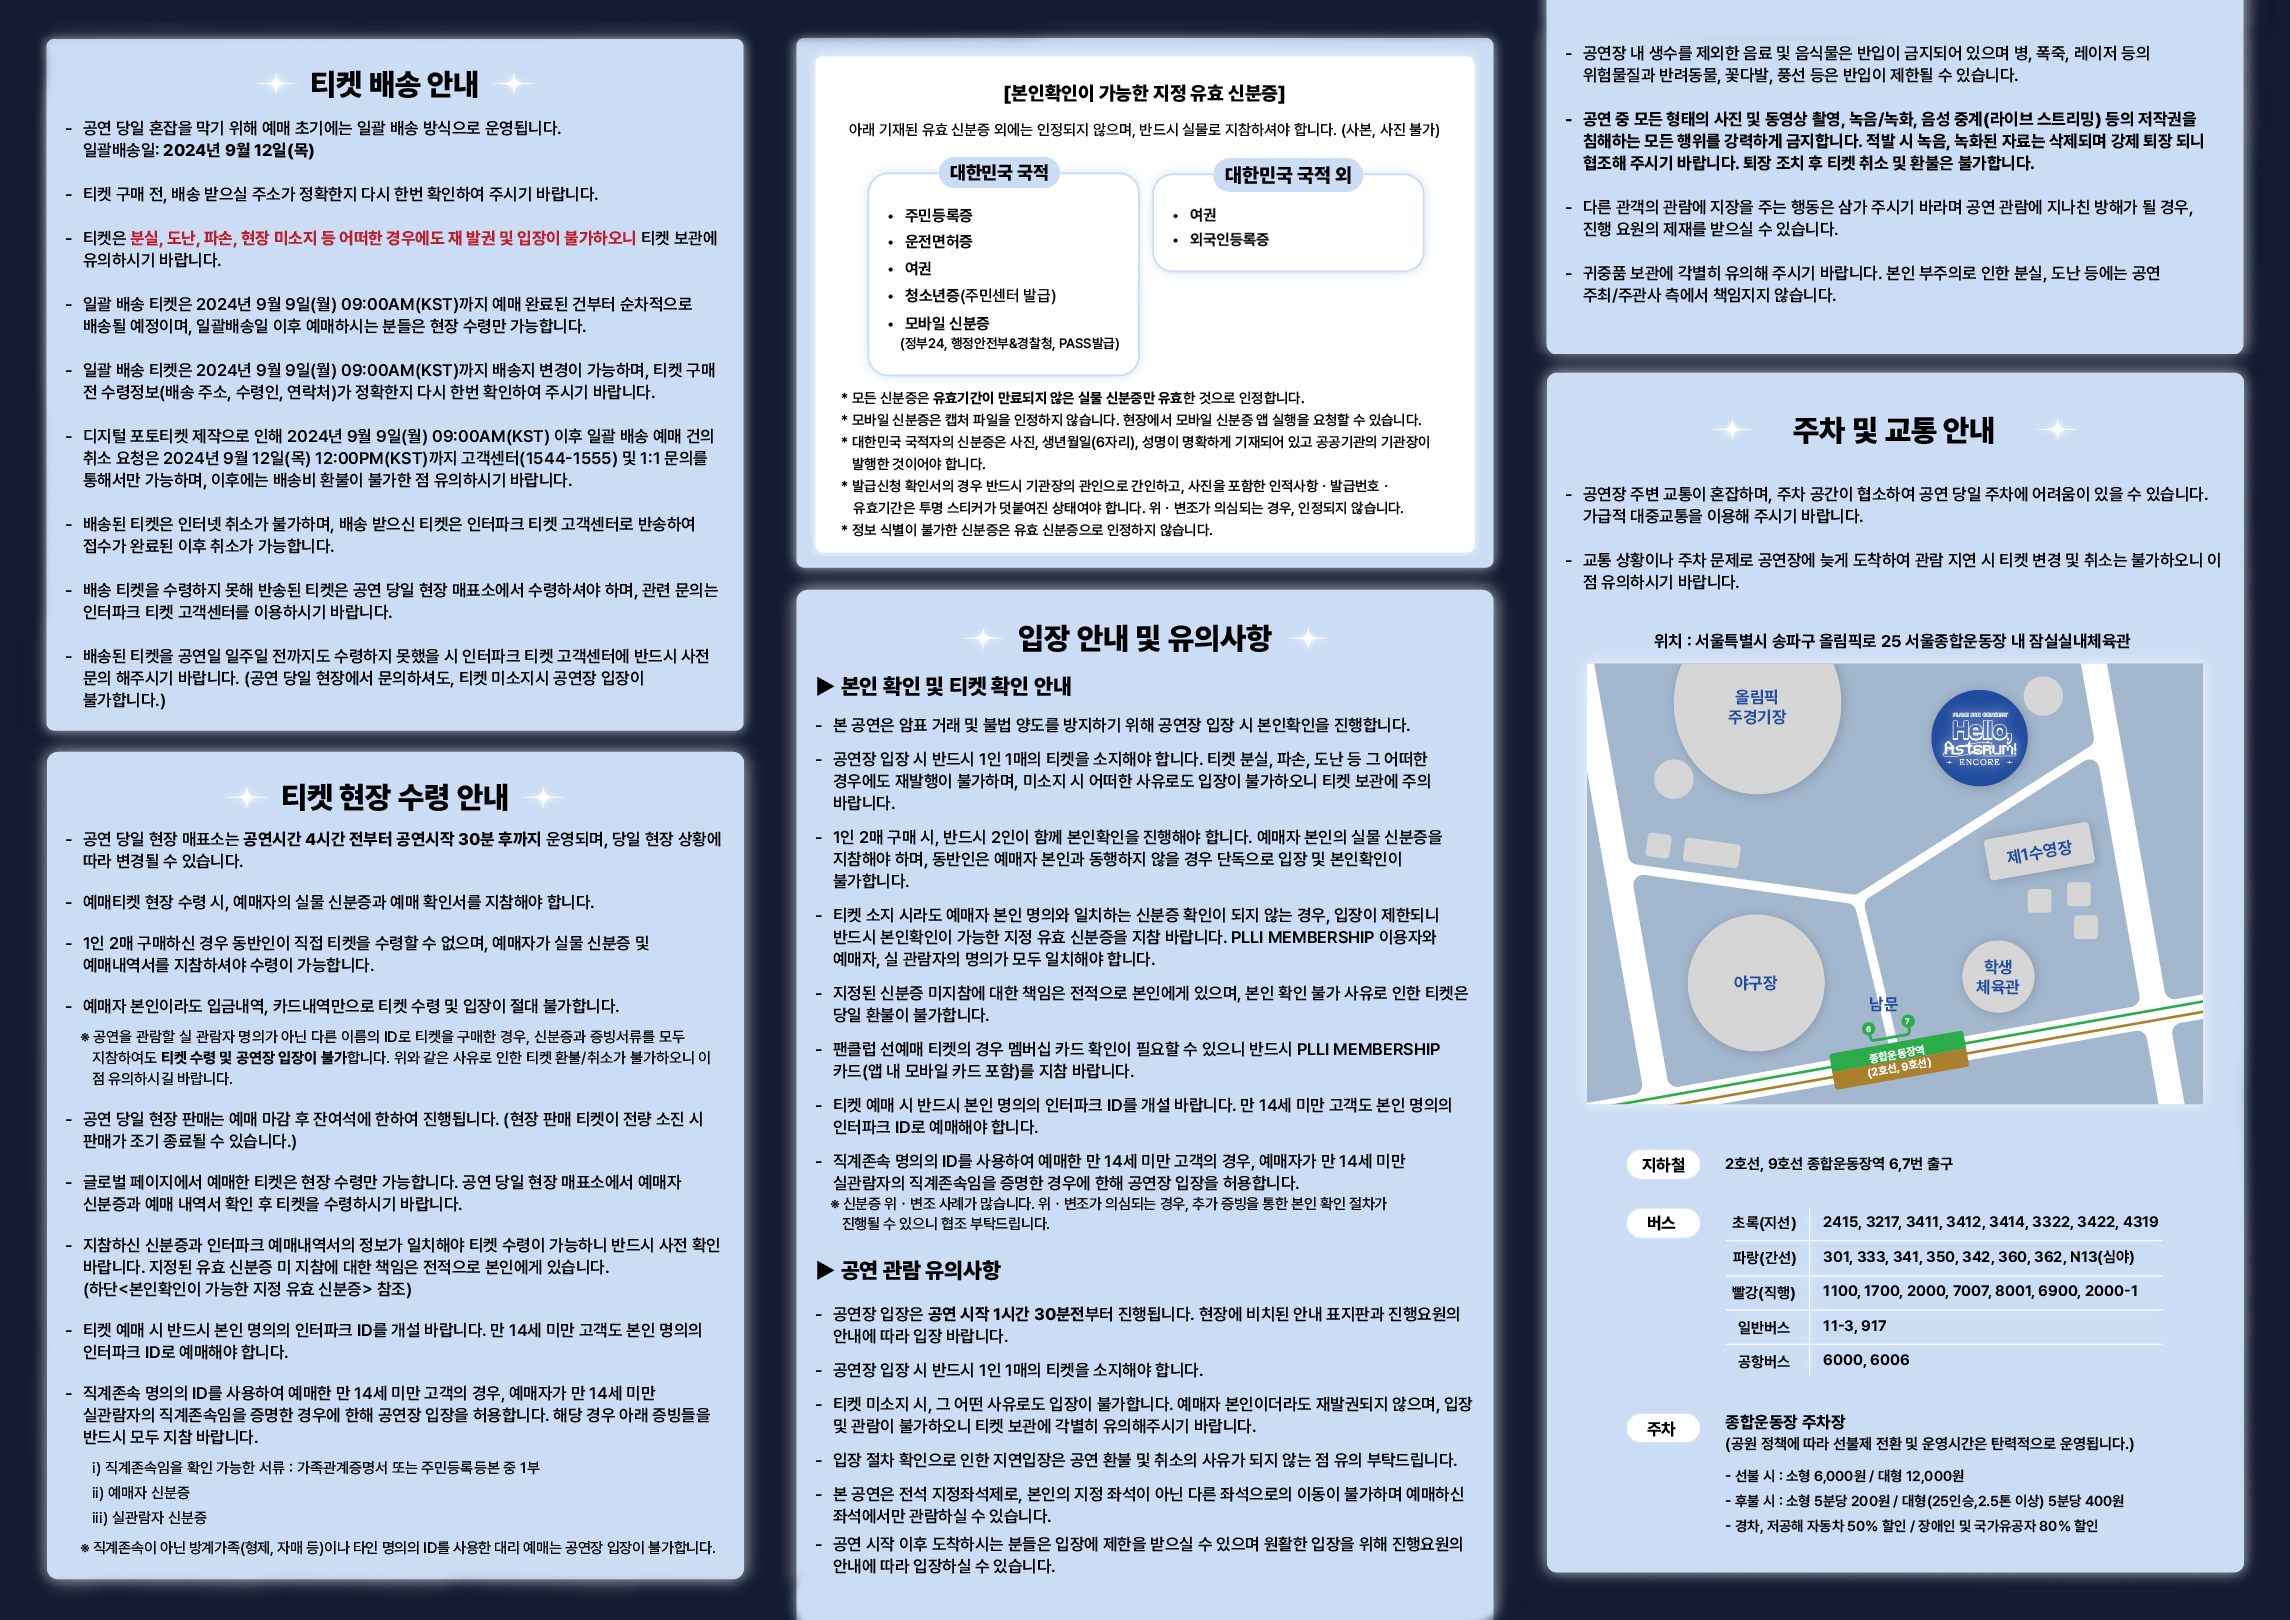 티켓 배송 안내
- 공연 당일 혼잡을 막기 위해 예매 초기에는 일괄 배송 방식으로 운영됩니다.
일괄배송일: 2024년 9월 12일(목)
- 티켓 구매 전, 배송 받으실 주소가 정확한지 다시 한번 확인하여 주시기 바랍니다.
- 티켓은 분실, 도난, 파손, 현장 미소지 등 어떠한 경우에도 재 발권 및 입장이 불가하오니 티켓 보관에
유의하시기 바랍니다.
- 일괄 배송 티켓은 2024년 9월 9일(월) 09:00AM(KST)까지 예매 완료된 건부터 순차적으로
배송될 예정이며, 일괄배송일 이후 예매하시는 분들은 현장 수령만 가능합니다.
- 일괄 배송 티켓은 2024년 9월 9일(월) 09:00AM(KST)까지 배송지 변경이 가능하며, 티켓 구매
전 수령정보(배송 주소, 수령인, 연락처)가 정확한지 다시 한번 확인하여 주시기 바랍니다.
- 디지털 포토티켓 제작으로 인해 2024년 9월 9일(월) 09:00AM(KST) 이후 일괄 배송 예매 건의
취소 요청은 2024년 9월 12일(목) 12:00PM(KST)까지 고객센터(1544-1555) 및 1:1 문의를
통해서만 가능하며, 이후에는 배송비 환불이 불가한 점 유의하시기 바랍니다.
- 배송된 티켓은 인터넷 취소가 불가하며, 배송 받으신 티켓은 인터파크 티켓 고객센터로 반송하여
접수가 완료된 이후 취소가 가능합니다.
- 배송 티켓을 수령하지 못해 반송된 티켓은 공연 당일 현장 매표소에서 수령하셔야 하며, 관련 문의는
인터파크 티켓 고객센터를 이용하시기 바랍니다.
- 배송된 티켓을 공연일 일주일 전까지도 수령하지 못했을 시 인터파크 티켓 고객센터에 반드시 사전
문의 해주시기 바랍니다. (공연 당일 현장에서 문의하셔도, 티켓 미소지시 공연장 입장이
불가합니다.)
티켓 현장 수령 안내
- 공연 당일 현장 매표소는 공연시간 4시간 전부터 공연시작 30분 후까지 운영되며, 당일 현장 상황에
따라 변경될 수 있습니다.
- 예매티켓 현장 수령 시, 예매자의 실물 신분증과 예매 확인서를 지참해야 합니다.
- 1인 2매 구매하신 경우 동반인이 직접 티켓을 수령할 수 없으며, 예매자가 실물 신분증 및
예매내역서를 지참하셔야 수령이 가능합니다.
- 예매자 본인이라도 입금내역, 카드내역만으로 티켓 수령 및 입장이 절대 불가합니다.
※ 공연을 관람할 실 관람자 명의가 아닌 다른 이름의 ID로 티켓을 구매한 경우, 신분증과 증빙서류를 모두
지참하여도 티켓 수령 및 공연장 입장이 불가합니다. 위와 같은 사유로 인한 티켓 환불/취소가 불가하오니 이
점 유의하시길 바랍니다.
- 공연 당일 현장 판매는 예매 마감 후 잔여석에 한하여 진행됩니다. (현장 판매 티켓이 전량 소진 시
판매가 조기 종료될 수 있습니다.)
- 글로벌 페이지에서 예매한 티켓은 현장 수령만 가능합니다. 공연 당일 현장 매표소에서 예매자
신분증과 예매 내역서 확인 후 티켓을 수령하시기 바랍니다.
- 지참하신 신분증과 인터파크 예매내역서의 정보가 일치해야 티켓 수령이 가능하니 반드시 사전 확인
바랍니다. 지정된 유효 신분증 미 지참에 대한 책임은 전적으로 본인에게 있습니다.
(하단<본인확인이 가능한 지정 유효 신분증> 참조)
- 티켓 예매 시 반드시 본인 명의의 인터파크 ID를 개설 바랍니다. 만 14세 미만 고객도 본인 명의의
인터파크 ID로 예매해야 합니다.
- 직계존속 명의의 ID를 사용하여 예매한 만 14세 미만 고객의 경우, 예매자가 만 14세 미만
실관람자의 직계존속임을 증명한 경우에 한해 공연장 입장을 허용합니다. 해당 경우 아래 증빙들을
반드시 모두 지참 바랍니다.
i) 직계존속임을 확인 가능한 서류 : 가족관계증명서 또는 주민등록등본 중 1부
ii) 예매자 신분증
iii) 실관람자 신분증
※ 직계존속이 아닌 방계가족(형제, 자매 등)이나 타인 명의의 ID를 사용한 대리 예매는 공연장 입장이 불가합니다.
[본인확인이 가능한 지정 유효 신분증]
아래 기재된 유효 신분증 외에는 인정되지 않으며, 반드시 실물로 지참하셔야 합니다. (사본, 사진 불가)
대한민국 국적
• 주민등록증
• 운전면허증
• 여권
• 청소년증(주민센터 발급)
• 모바일 신분증
(정부24, 행정안전부&경찰청, PASS발급)
대한민국 국적 외
• 여권
• 외국인등록증
* 모든 신분증은 유효기간이 만료되지 않은 실물 신분증만 유효한 것으로 인정합니다.
* 모바일 신분증은 캡처 파일을 인정하지 않습니다. 현장에서 모바일 신분증 앱 실행을 요청할 수 있습니다.
* 대한민국 국적자의 신분증은 사진, 생년월일(6자리), 성명이 명확하게 기재되어 있고 공공기관의 기관장이
발행한 것이어야 합니다.
* 발급신청 확인서의 경우 반드시 기관장의 관인으로 간인하고, 사진을 포함한 인적사항 · 발급번호 ·
유효기간은 투명 스티커가 덧붙여진 상태여야 합니다. 위 · 변조가 의심되는 경우, 인정되지 않습니다.
* 정보 식별이 불가한 신분증은 유효 신분증으로 인정하지 않습니다.
입장 안내 및 유의사항
▶ 본인 확인 및 티켓 확인 안내
- 본 공연은 암표 거래 및 불법 양도를 방지하기 위해 공연장 입장 시 본인확인을 진행합니다.
- 공연장 입장 시 반드시 1인 1매의 티켓을 소지해야 합니다. 티켓 분실, 파손, 도난 등 그 어떠한
경우에도 재발행이 불가하며, 미소지 시 어떠한 사유로도 입장이 불가하오니 티켓 보관에 주의
바랍니다.
- 1인 2매 구매 시, 반드시 2인이 함께 본인확인을 진행해야 합니다. 예매자 본인의 실물 신분증을
지참해야 하며, 동반인은 예매자 본인과 동행하지 않을 경우 단독으로 입장 및 본인확인이
불가합니다.
- 티켓 소지 시라도 예매자 본인 명의와 일치하는 신분증 확인이 되지 않는 경우, 입장이 제한되니
반드시 본인확인이 가능한 지정 유효 신분증을 지참 바랍니다. PLLI MEMBERSHIP 이용자와
예매자, 실 관람자의 명의가 모두 일치해야 합니다.
- 지정된 신분증 미지참에 대한 책임은 전적으로 본인에게 있으며, 본인 확인 불가 사유로 인한 티켓은
당일 환불이 불가합니다.
- 팬클럽 선예매 티켓의 경우 멤버십 카드 확인이 필요할 수 있으니 반드시 PLLI MEMBERSHIP
카드(앱 내 모바일 카드 포함)를 지참 바랍니다.
- 티켓 예매 시 반드시 본인 명의의 인터파크 ID를 개설 바랍니다. 만 14세 미만 고객도 본인 명의의
인터파크 ID로 예매해야 합니다.
- 직계존속 명의의 ID를 사용하여 예매한 만 14세 미만 고객의 경우, 예매자가 만 14세 미만
실관람자의 직계존속임을 증명한 경우에 한해 공연장 입장을 허용합니다.
※ 신분증 위 · 변조 사례가 많습니다. 위 · 변조가 의심되는 경우, 추가 증빙을 통한 본인 확인 절차가
진행될 수 있으니 협조 부탁드립니다.
▶ 공연 관람 유의사항
- 공연장 입장은 공연 시작 1시간 30분전부터 진행됩니다. 현장에 비치된 안내 표지판과 진행요원의
안내에 따라 입장 바랍니다.
- 공연장 입장 시 반드시 1인 1매의 티켓을 소지해야 합니다.
- 티켓 미소지 시, 그 어떤 사유로도 입장이 불가합니다. 예매자 본인이더라도 재발권되지 않으며, 입장
및 관람이 불가하오니 티켓 보관에 각별히 유의해주시기 바랍니다.
- 입장 절차 확인으로 인한 지연입장은 공연 환불 및 취소의 사유가 되지 않는 점 유의 부탁드립니다.
- 본 공연은 전석 지정좌석제로, 본인의 지정 좌석이 아닌 다른 좌석으로의 이동이 불가하며 예매하신
좌석에서만 관람하실 수 있습니다.
- 공연 시작 이후 도착하시는 분들은 입장에 제한을 받으실 수 있으며 원활한 입장을 위해 진행요원의
안내에 따라 입장하실 수 있습니다.
- 공연장 내 생수를 제외한 음료 및 음식물은 반입이 금지되어 있으며 병, 폭죽, 레이저 등의
위험물질과 반려동물, 꽃다발, 풍선 등은 반입이 제한될 수 있습니다.
- 공연 중 모든 형태의 사진 및 동영상 촬영, 녹음/녹화, 음성 중계(라이브 스트리밍) 등의 저작권을
침해하는 모든 행위를 강력하게 금지합니다. 적발 시 녹음, 녹화된 자료는 삭제되며 강제 퇴장 되니
협조해 주시기 바랍니다. 퇴장 조치 후 티켓 취소 및 환불은 불가합니다.
- 다른 관객의 관람에 지장을 주는 행동은 삼가 주시기 바라며 공연 관람에 지나친 방해가 될 경우,
진행 요원의 제재를 받으실 수 있습니다.
- 귀중품 보관에 각별히 유의해 주시기 바랍니다. 본인 부주의로 인한 분실, 도난 등에는 공연
주최/주관사 측에서 책임지지 않습니다.
주차 및 교통 안내
- 공연장 주변 교통이 혼잡하며, 주차 공간이 협소하여 공연 당일 주차에 어려움이 있을 수 있습니다.
가급적 대중교통을 이용해 주시기 바랍니다.
- 교통 상황이나 주차 문제로 공연장에 늦게 도착하여 관람 지연 시 티켓 변경 및 취소는 불가하오니 이
점 유의하시기 바랍니다.
위치 : 서울특별시 송파구 올림픽로 25 서울종합운동장 내 잠실실내체육관
올림픽
주경기장
Hello,
Asterum!
ENCORE
제1수영장
야구장
학생
체육관
남문
6
7
종합운동장역
(2호선, 9호선)
지하철 2호선, 9호선 종합운동장역 6,7번 출구
버스 초록(지선) 2415, 3217, 3411, 3412, 3414, 3322, 3422, 4319
파랑(간선) 301, 333, 341, 350, 342, 360, 362, N13(심야)
빨강(직행) 1100, 1700, 2000, 7007, 8001, 6900, 2000-1
일반버스 11-3, 917
공항버스 6000, 6006
주차 종합운동장 주차장
(공원 정책에 따라 선불제 전환 및 운영시간은 탄력적으로 운영됩니다.)
- 선불 시 : 소형 6,000원 / 대형 12,000원
- 후불 시 : 소형 5분당 200원 / 대형(25인승,2.5톤 이상) 5분당 400원
- 경차, 저공해 자동차 50% 할인 / 장애인 및 국가유공자 80% 할인